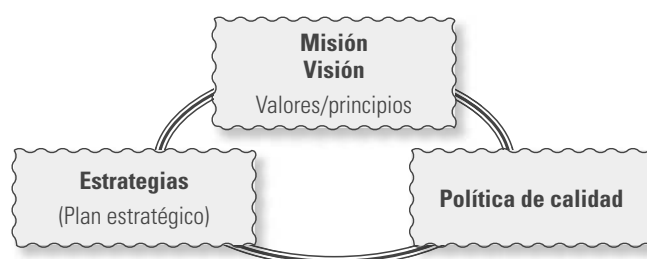 Misión
Visión
Valores/principios
Estrategias
(Plan estratégico)
Política de calidad